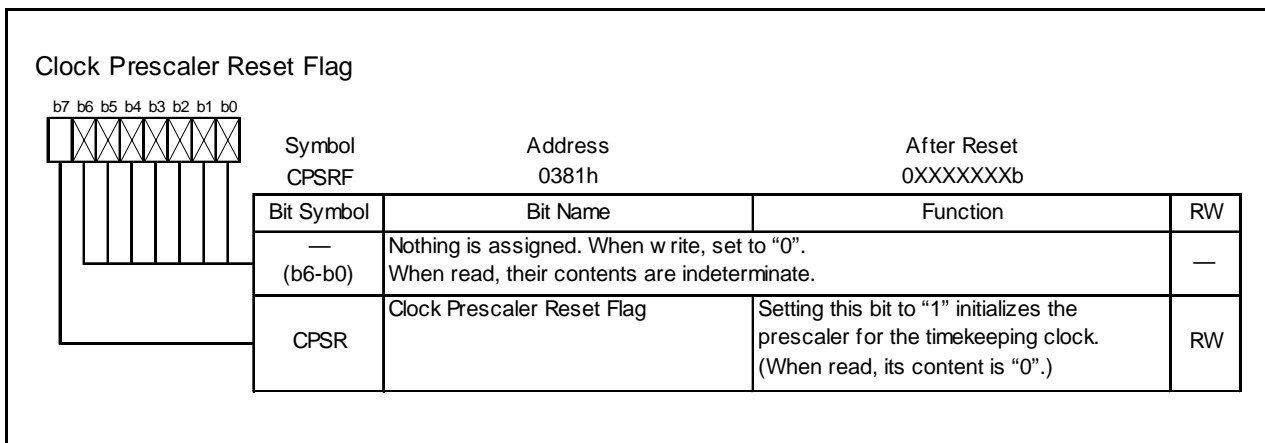 Clock Prescaler Reset Flag
b7 b6 b5 b4 b3 b2 b1 b0
Symbol Address After Reset
CPSRF 0381h 0XXXXXXXb
Bit Symbol Bit Name Function RW
— (b6-b0) Nothing is assigned. When write, set to “0”. —
When read, their contents are indeterminate.
CPSR Clock Prescaler Reset Flag Setting this bit to “1” initializes the RW
prescaler for the timekeeping clock.
(When read, its content is “0”.)